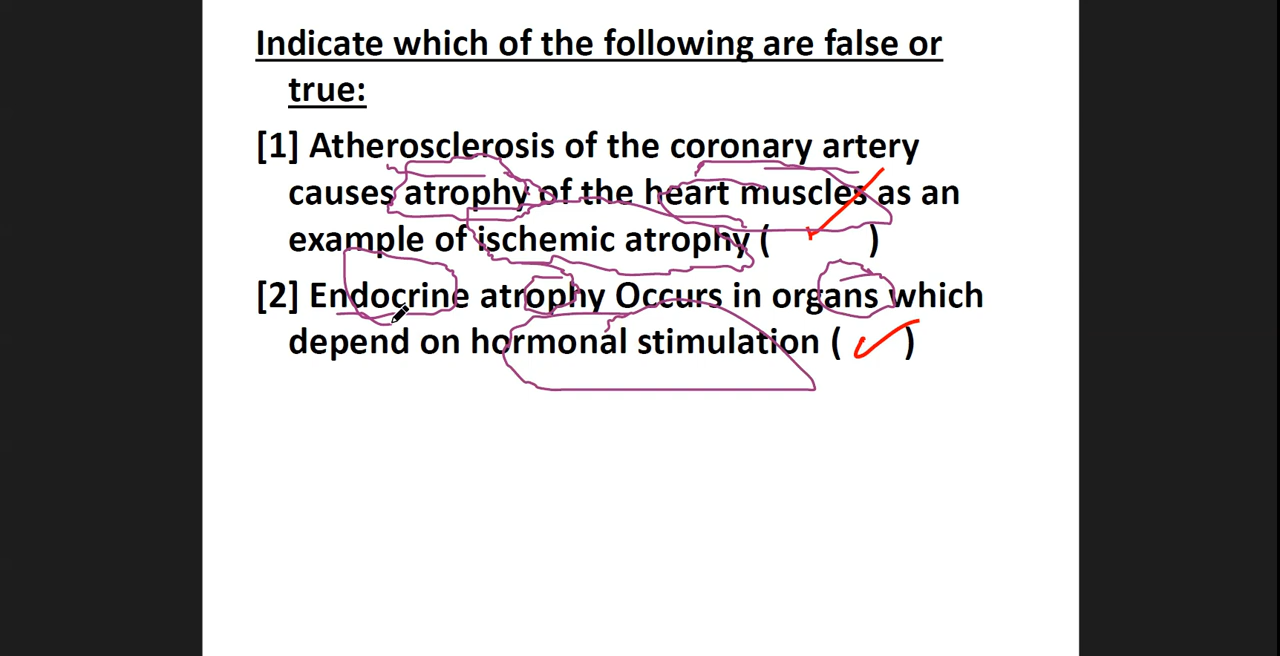 Indicate which of the following are false or
true:
[1] Atherosclerosis of the coronary artery
causes atrophy of the heart muscles as an
example of ischemic atrophy ( ✓ )
[2] Endocrine atrophy Occurs in organs which
depend on hormonal stimulation ( ✓ )